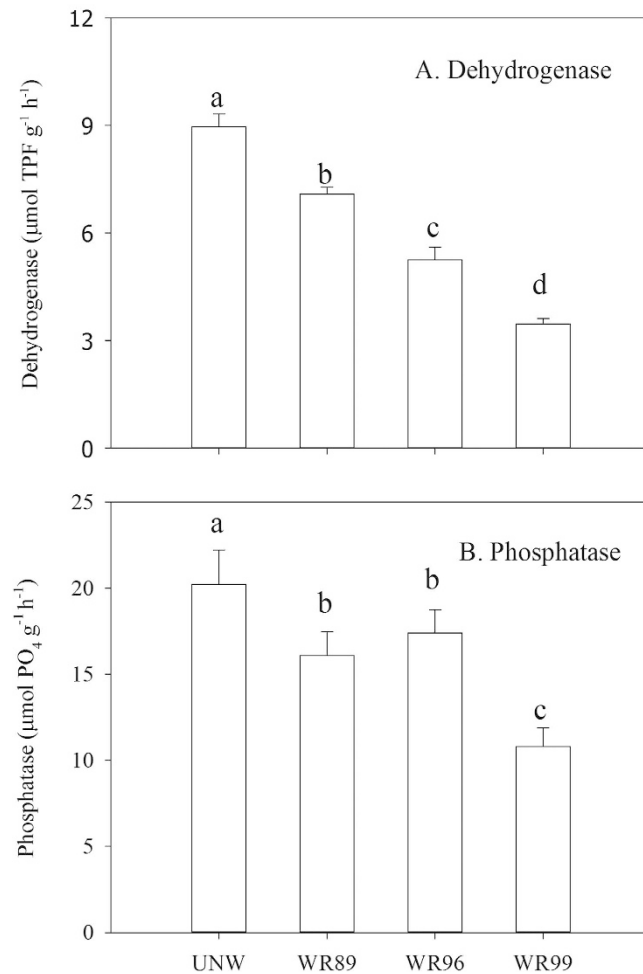 12
A. Dehydrogenase
a
9
b
c
6
d
3
0
Dehydrogenase (μmol TPF g⁻¹ h⁻¹)
25
a
B. Phosphatase
20
b
b
15
c
10
5
0
Phosphatase (μmol PO₄ g⁻¹ h⁻¹)
UNW WR89 WR96 WR99